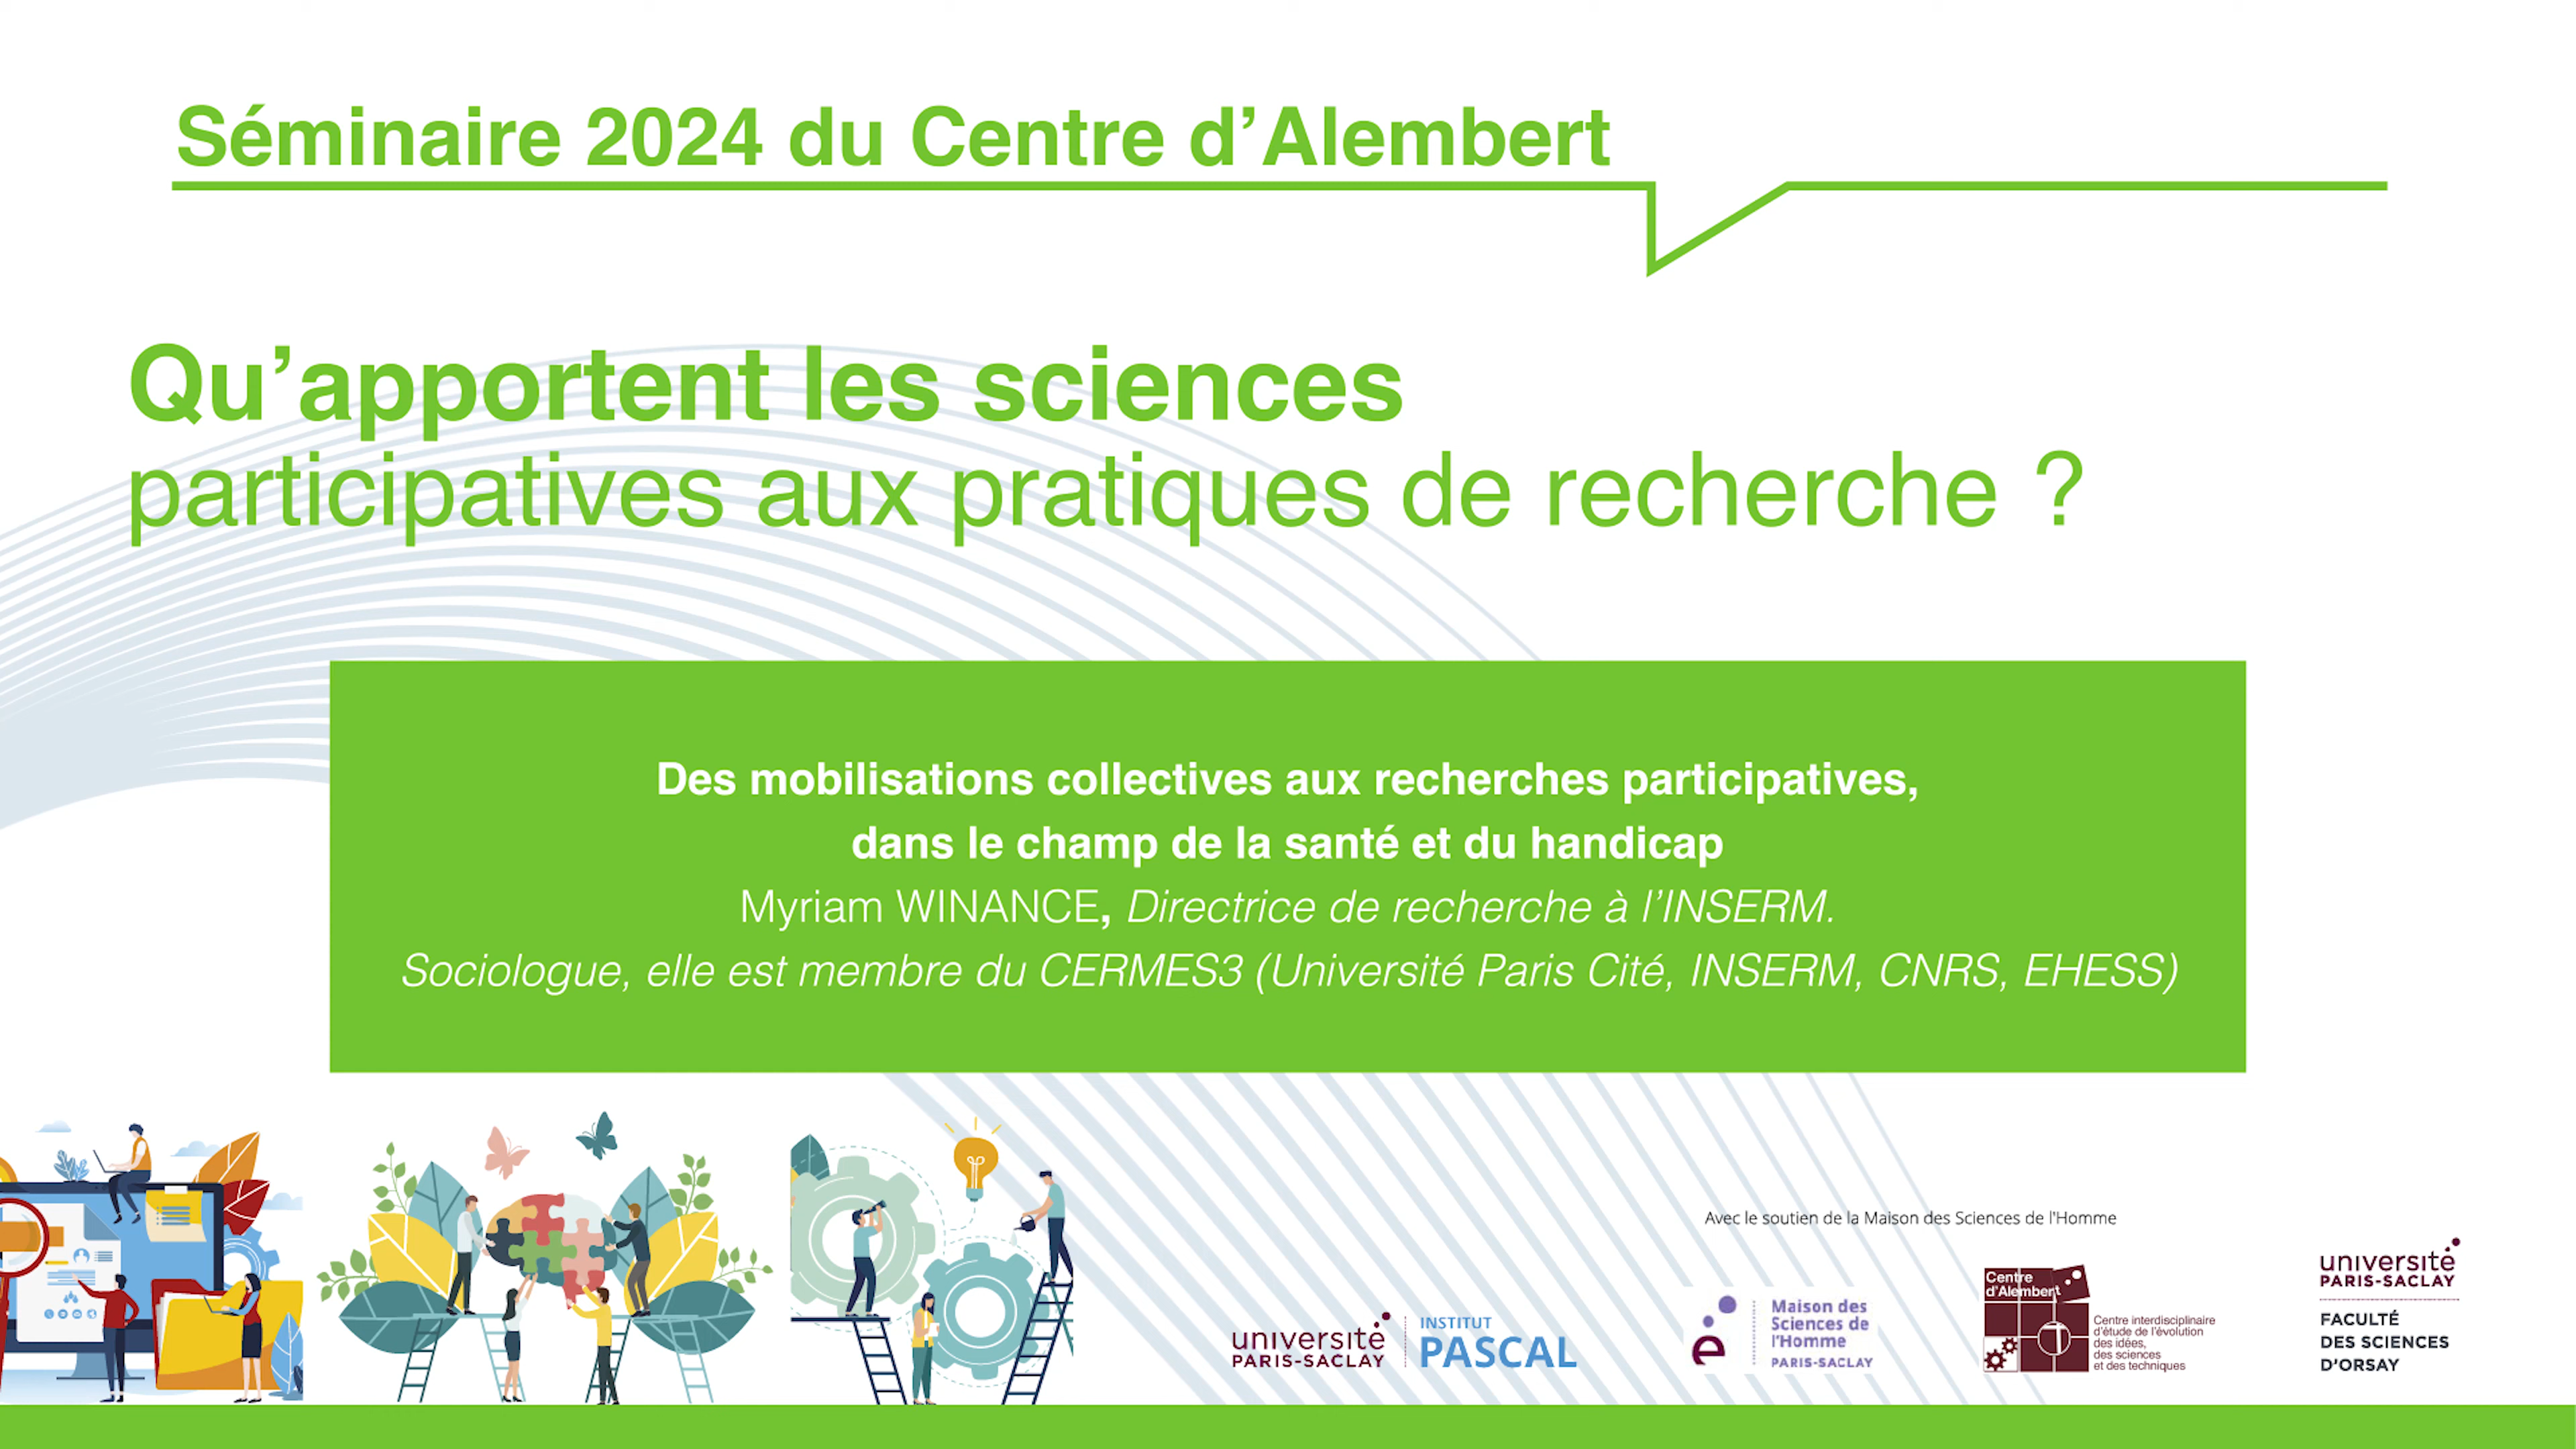 Séminaire 2024 du Centre d’Alembert
Qu’apportent les sciences
participatives aux pratiques de recherche ?
Des mobilisations collectives aux recherches participatives,
dans le champ de la santé et du handicap
Myriam WINANCE, Directrice de recherche à l’INSERM.
Sociologue, elle est membre du CERMES3 (Université Paris Cité, INSERM, CNRS, EHESS)
Avec le soutien de la Maison des Sciences de l'Homme
université
PARIS-SACLAY
INSTITUT
PASCAL
Maison des
Sciences de
l'Homme
PARIS-SACLAY
Centre
d'Alembert
Centre interdisciplinaire
d'étude de l'évolution
des idées,
des sciences
et des techniques
université
PARIS-SACLAY
FACULTÉ
DES SCIENCES
D’ORSAY